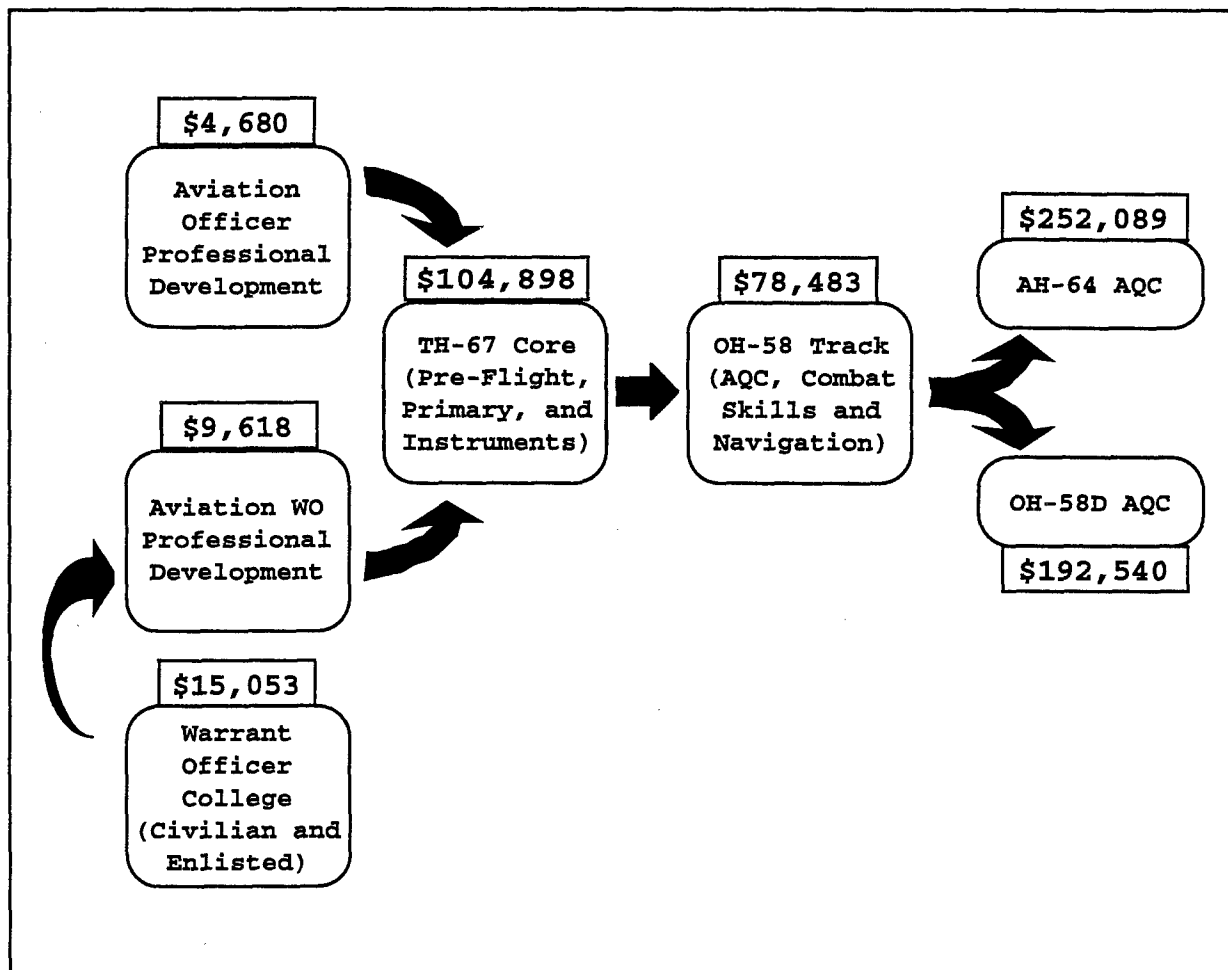 $4,680
Aviation
Officer
Professional
Development
$9,618
Aviation WO
Professional
Development
$15,053
Warrant
Officer
College
(Civilian and
Enlisted)
$104,898
TH-67 Core
(Pre-Flight,
Primary, and
Instruments)
$78,483
OH-58 Track
(AQC, Combat
Skills and
Navigation)
$252,089
AH-64 AQC
OH-58D AQC
$192,540